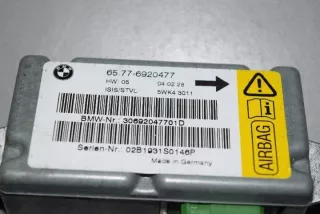 65.77-6920477
HW: 05 04 02 28
ISIS/STVL 5WK4 3011
BMW-Nr.: 30692047701D
Serien-Nr.: 02B1931S0146P
Made in Germany
AIRBAG